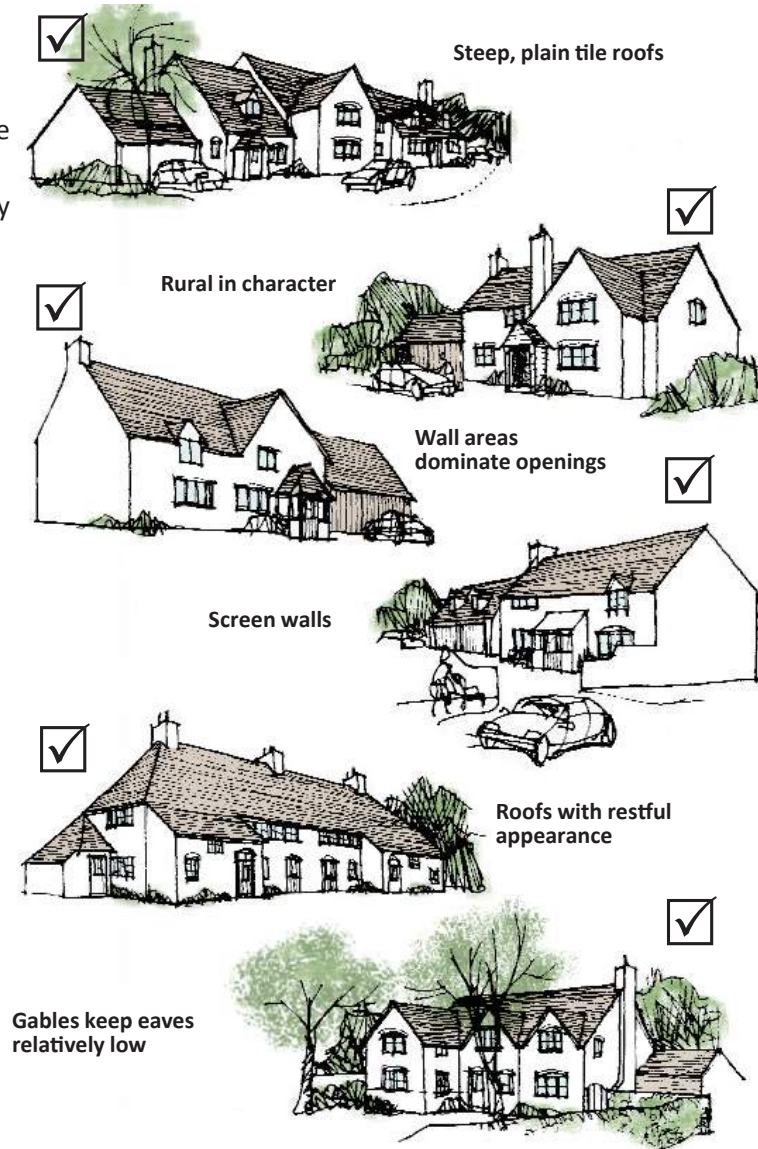 Steep, plain tile roofs
e
y
Rural in character
Wall areas
dominate openings
Screen walls
Roofs with restful
appearance
Gables keep eaves
relatively low